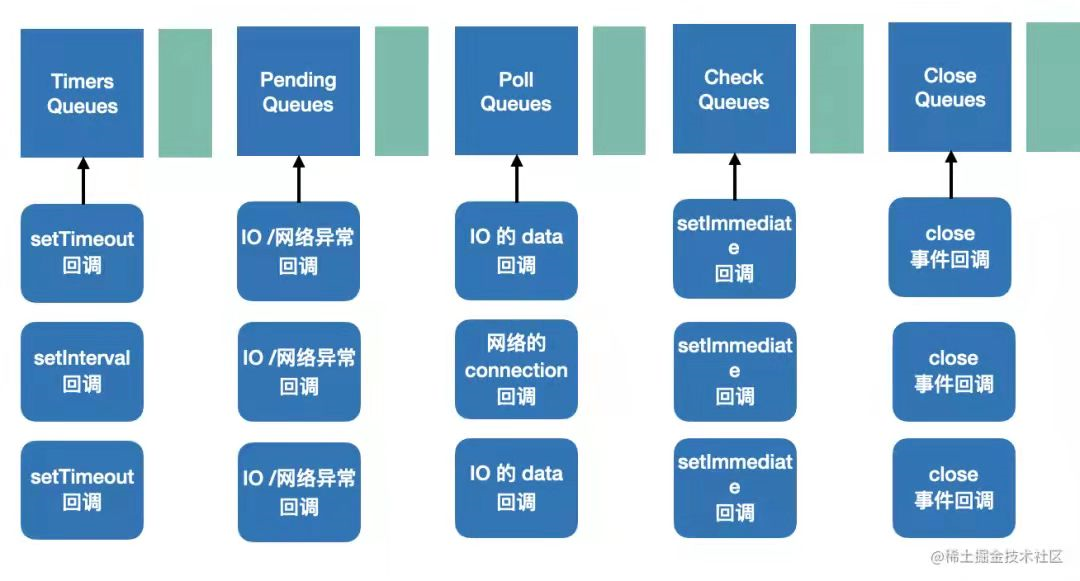 Timers
Queues
Pending
Queues
Poll
Queues
Check
Queues
Close
Queues
setTimeout
回调
IO /网络异常
回调
IO 的 data
回调
setImmediat
e
回调
close
事件回调
setInterval
回调
IO /网络异常
回调
网络的
connection
回调
setImmediat
e
回调
close
事件回调
setTimeout
回调
IO /网络异常
回调
IO 的 data
回调
setImmediat
e
回调
close
事件回调
@稀土掘金技术社区